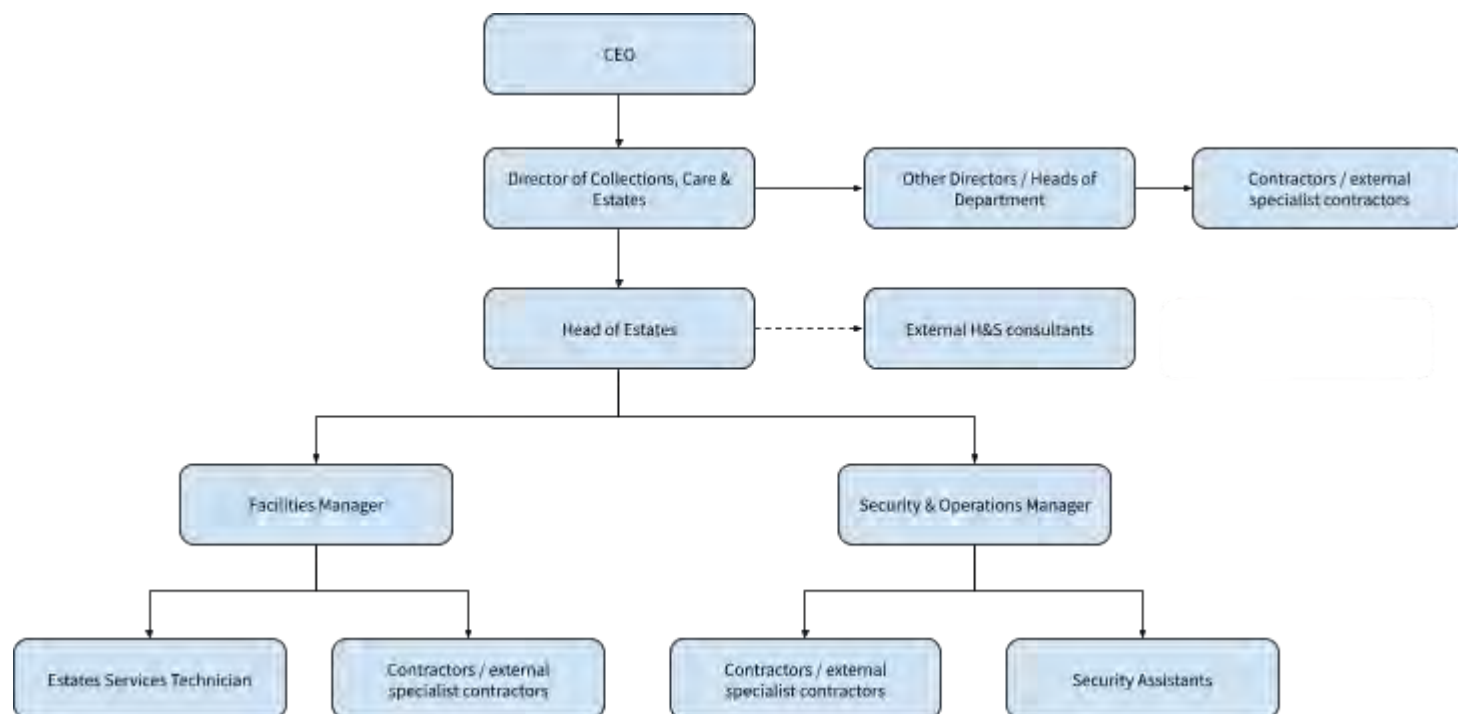 CEO
Director of Collections, Care &
Estates
Other Directors / Heads of
Department
Contractors / external
specialist contractors
Head of Estates
External H&S consultants
Facilities Manager
Security & Operations Manager
Estates Services Technician
Contractors / external
specialist contractors
Contractors / external
specialist contractors
Security Assistants